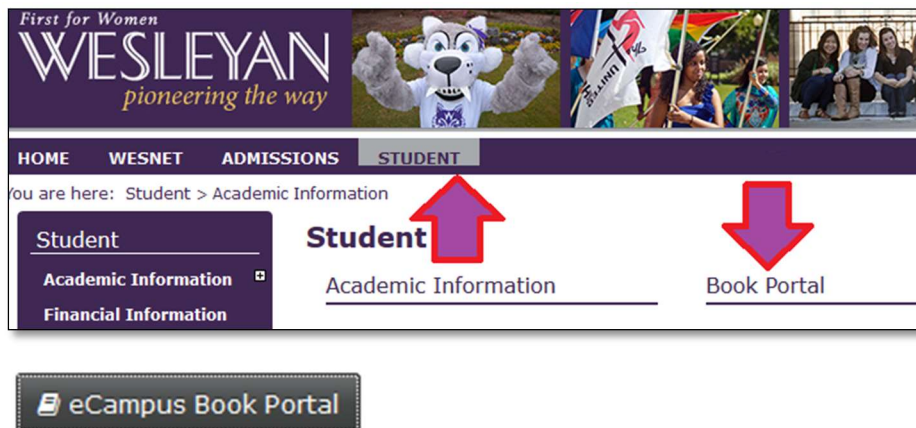 First for Women
WESLEYAN
pioneering the way
HOME WESNET ADMISSIONS STUDENT
You are here: Student > Academic Information
Student
Academic Information
Financial Information
Student
Academic Information
Book Portal
eCampus Book Portal